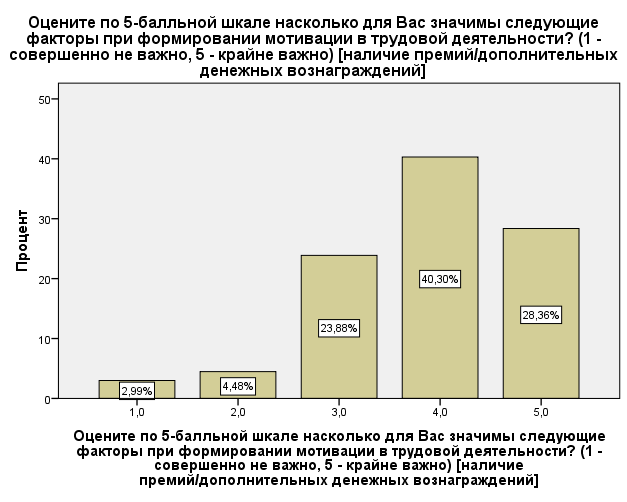 Оцените по 5-балльной шкале насколько для Вас значимы следующие
факторы при формировании мотивации в трудовой деятельности? (1 -
совершенно не важно, 5 - крайне важно) [наличие премий/дополнительных
денежных вознаграждений]
50
40
30
20
10
0
Процент
2,99%
4,48%
23,88%
40,30%
28,36%
1,0 2,0 3,0 4,0 5,0
Оцените по 5-балльной шкале насколько для Вас значимы следующие
факторы при формировании мотивации в трудовой деятельности? (1 -
совершенно не важно, 5 - крайне важно) [наличие
премий/дополнительных денежных вознаграждений]